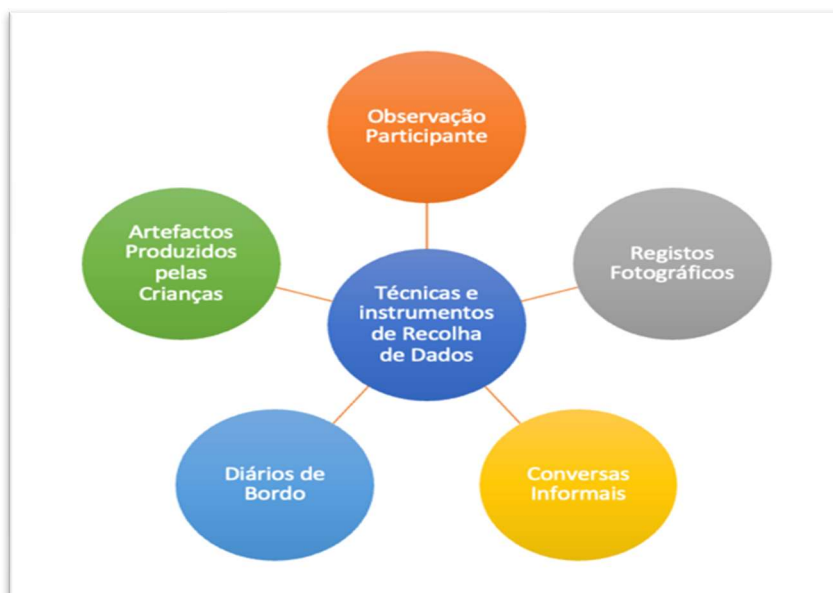 Observação
Participante
Artefactos
Produzidos
pelas
Crianças
Registos
Fotográficos
Técnicas e
instrumentos
de Recolha
de Dados
Diários de
Bordo
Conversas
Informais